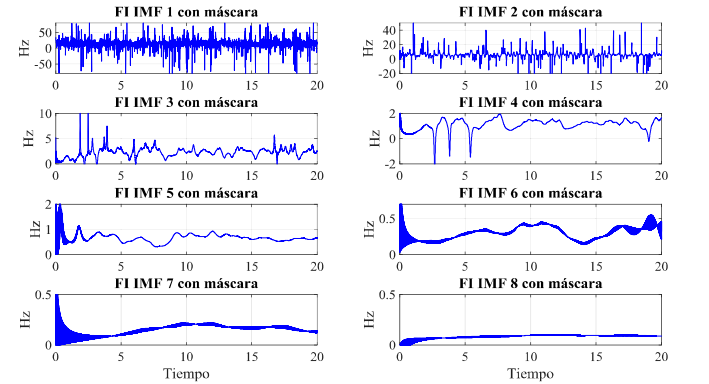 FI IMF 1 con máscara
Hz
50
0
-50
0 5 10 15 20
FI IMF 2 con máscara
Hz
40
20
0
-20
0 5 10 15 20
FI IMF 3 con máscara
Hz
10
5
0
0 5 10 15 20
FI IMF 4 con máscara
Hz
2
0
-2
0 5 10 15 20
FI IMF 5 con máscara
Hz
2
1
0
0 5 10 15 20
FI IMF 6 con máscara
Hz
0.5
0
0 5 10 15 20
FI IMF 7 con máscara
Hz
0.5
0
0 5 10 15 20
Tiempo
FI IMF 8 con máscara
Hz
0.5
0
0 5 10 15 20
Tiempo